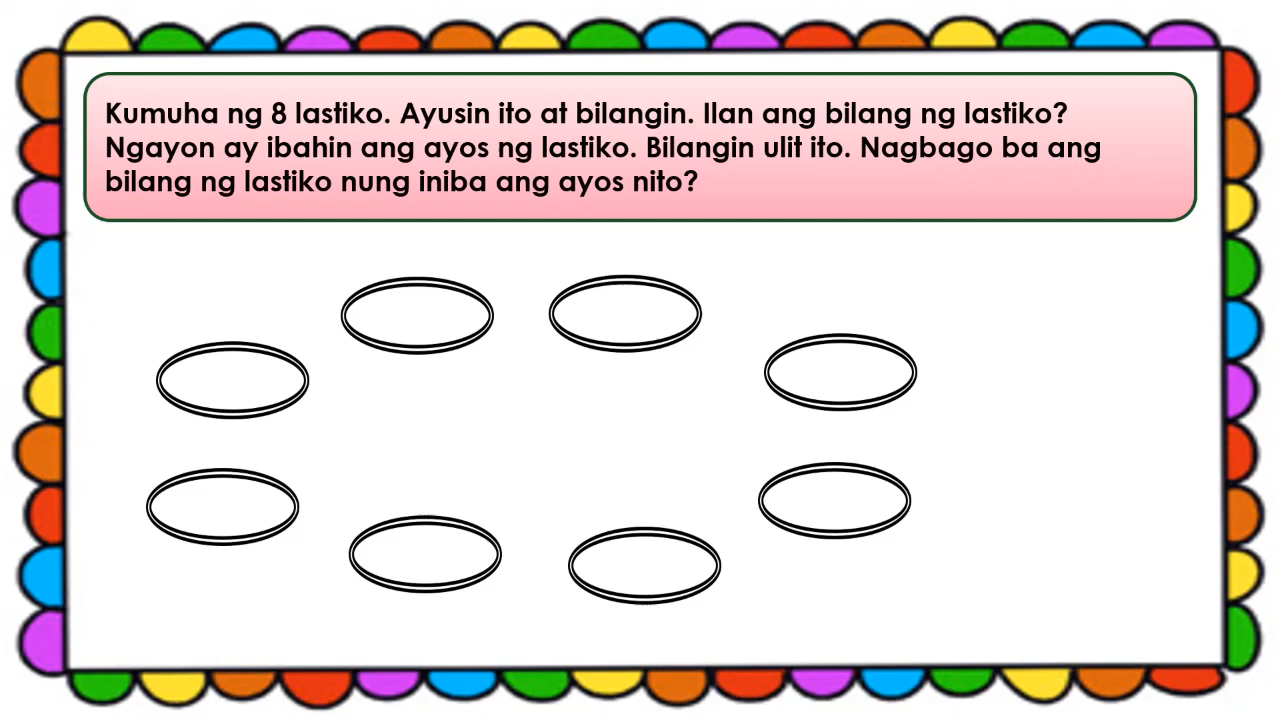 Kumuha ng 8 lastiko. Ayusin ito at bilangin. Ilan ang bilang ng lastiko?
Ngayon ay ibahin ang ayos ng lastiko. Bilangin ulit ito. Nagbago ba ang
bilang ng lastiko nung iniba ang ayos nito?